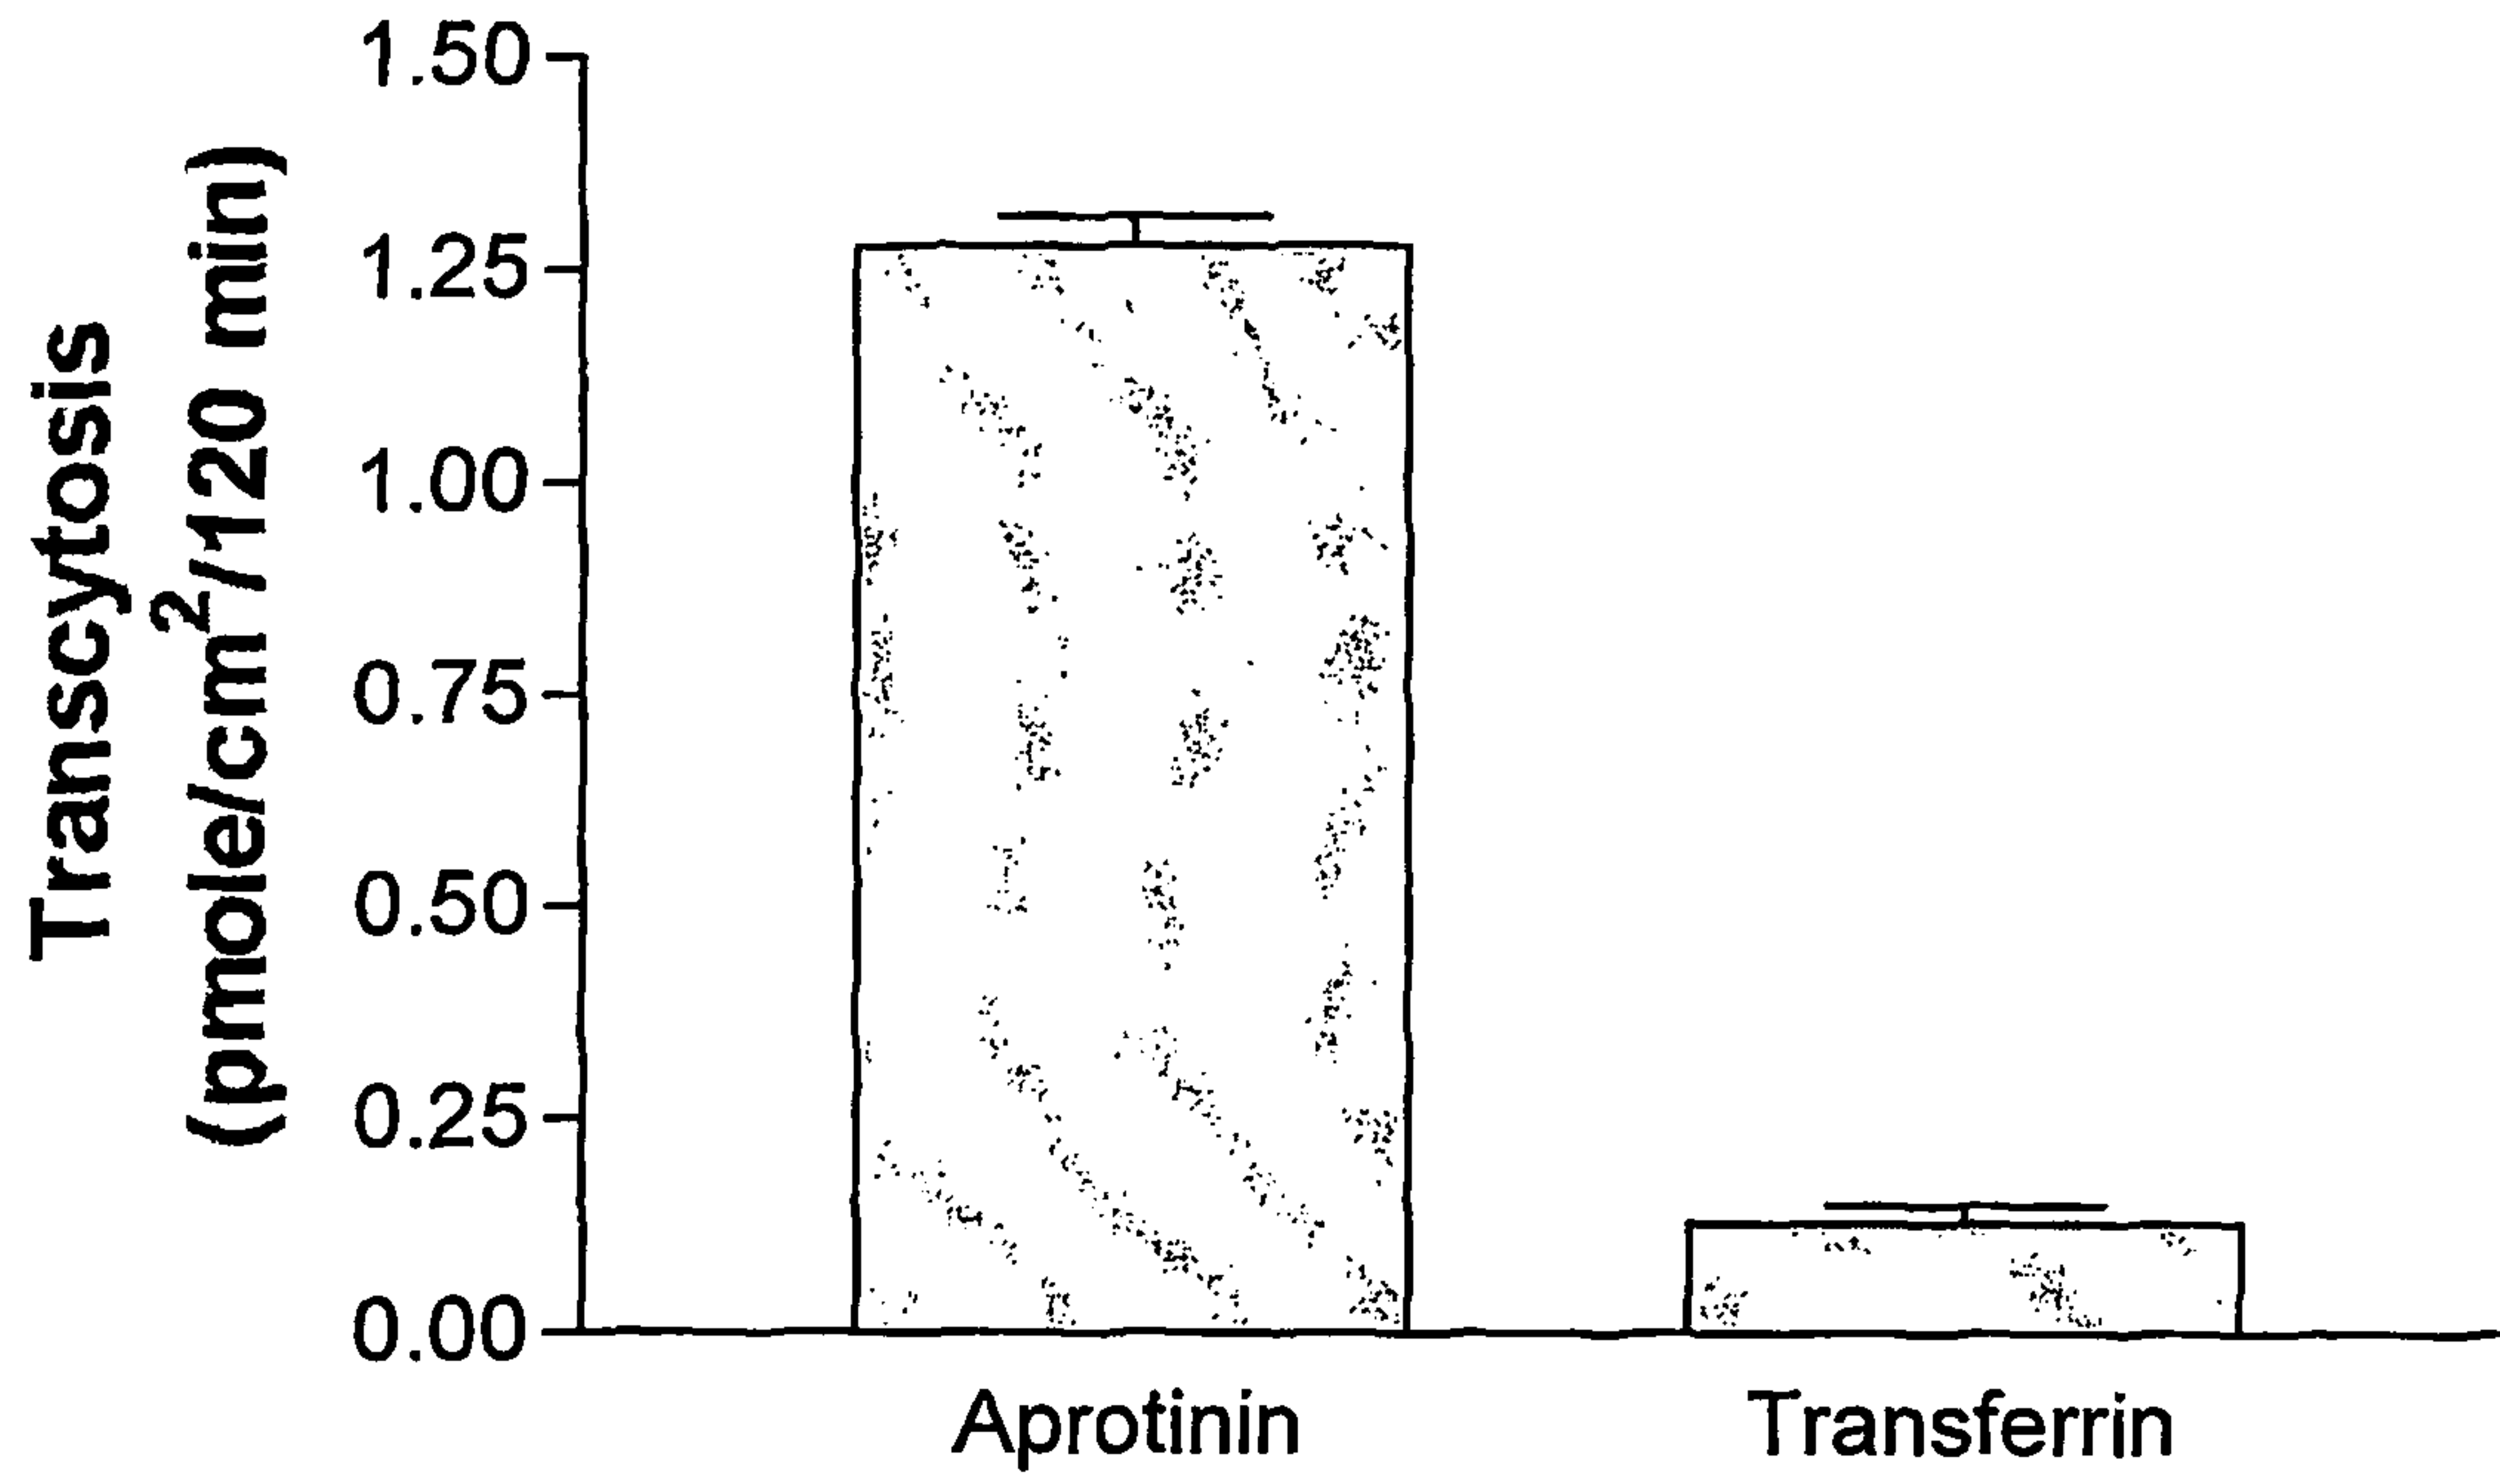 Transcytosis
(pmole/cm²/120 min)
1.50
1.25
1.00
0.75
0.50
0.25
0.00
Aprotinin
Transferrin